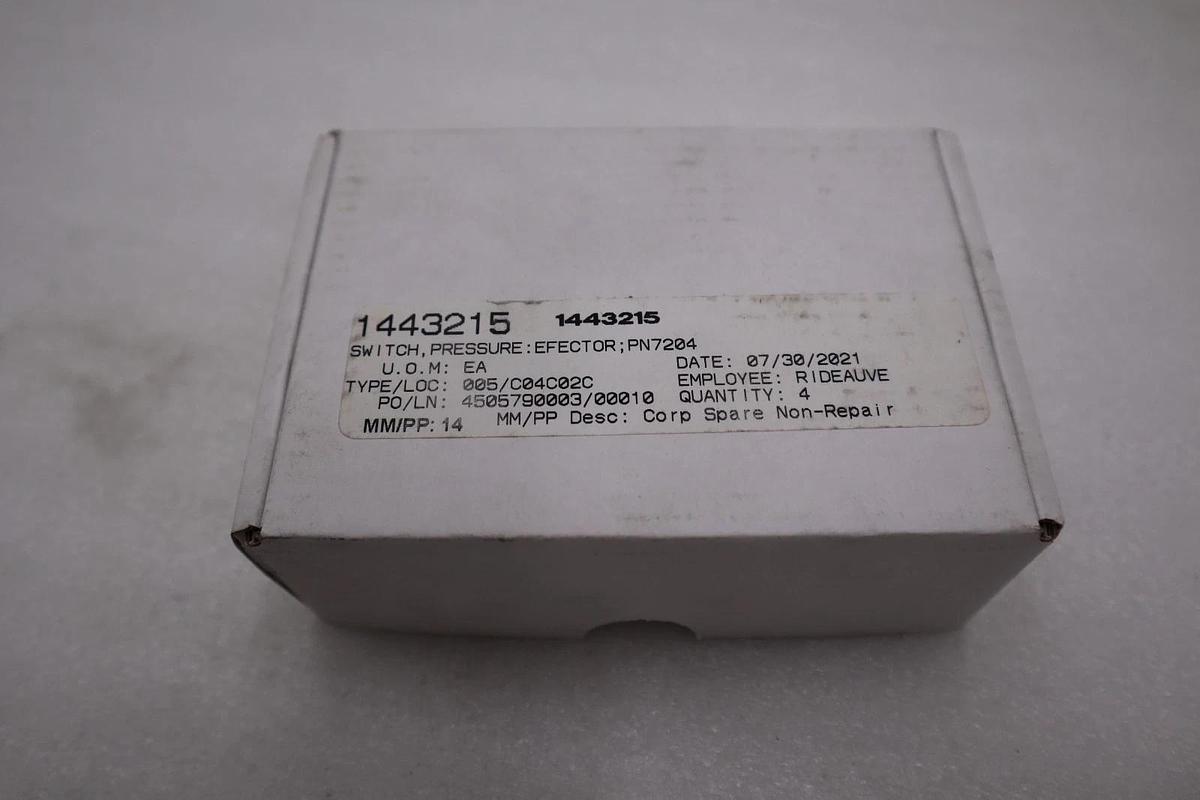 1443215 1443215
SWITCH,PRESSURE:EFECTOR;PN7204
U.O.M: EA DATE: 07/30/2021
TYPE/LOC: 005/C04C02C EMPLOYEE: RIDEAUVE
PO/LN: 4505790003/00010 QUANTITY: 4
MM/PP: 14 MM/PP Desc: Corp Spare Non-Repair